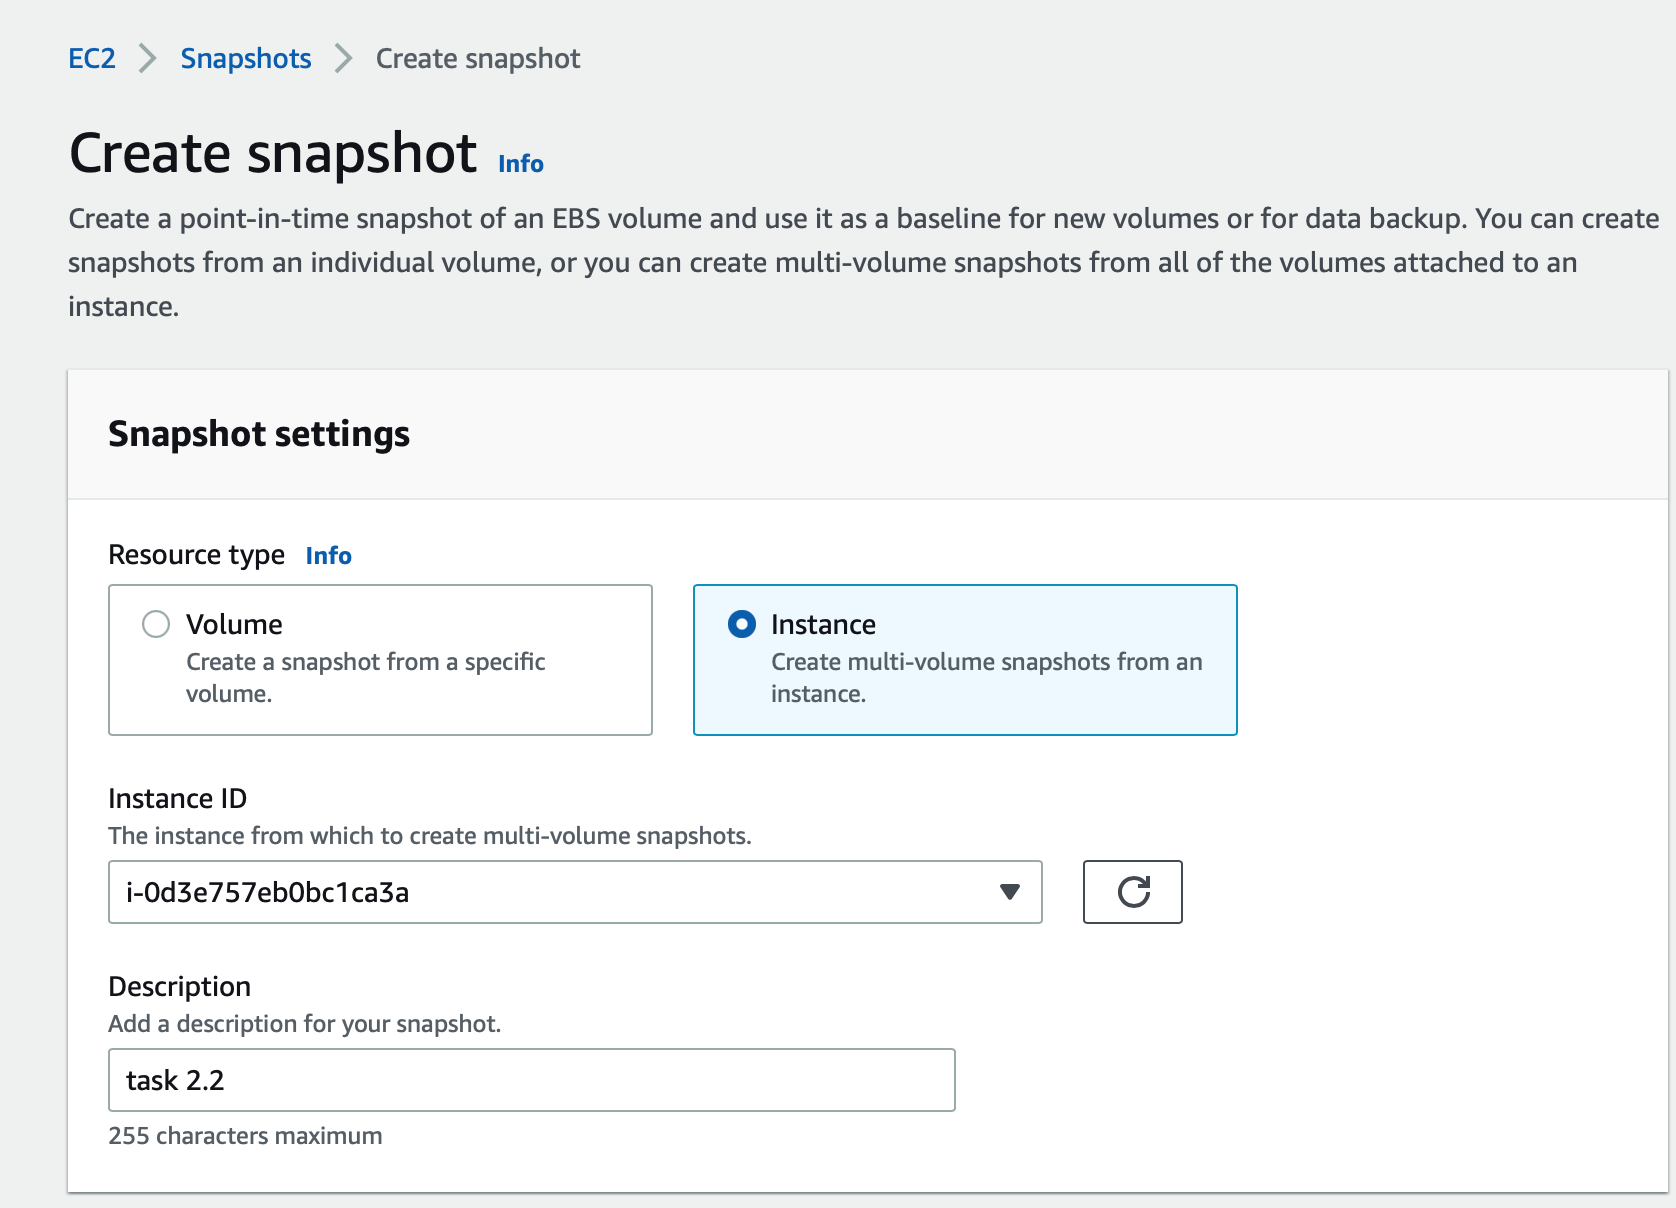 EC2 Snapshots Create snapshot
Create snapshot Info
Create a point-in-time snapshot of an EBS volume and use it as a baseline for new volumes or for data backup. You can create
snapshots from an individual volume, or you can create multi-volume snapshots from all of the volumes attached to an
instance.
Snapshot settings
Resource type Info
Volume
Create a snapshot from a specific
volume.
Instance
Create multi-volume snapshots from an
instance.
Instance ID
The instance from which to create multi-volume snapshots.
i-0d3e757eb0bc1ca3a
Description
Add a description for your snapshot.
task 2.2
255 characters maximum